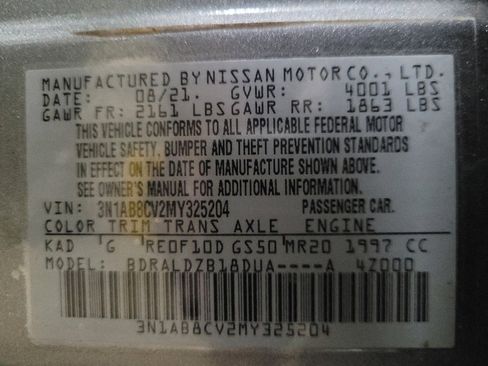 MANUFACTURED BY NISSAN MOTOR CO., LTD.
DATE: 08/21. GVWR: 4001 LBS
GAWR FR: 2161 LBS GAWR RR: 1863 LBS
THIS VEHICLE CONFORMS TO ALL APPLICABLE FEDERAL MOTOR
VEHICLE SAFETY, BUMPER AND THEFT PREVENTION STANDARDS
IN EFFECT ON THE DATE OF MANUFACTURE SHOWN ABOVE.
SEE OWNER'S MANUAL FOR ADDITIONAL INFORMATION.
VIN: 3N1AB8CV2MY325204 PASSENGER CAR.
COLOR TRIM TRANS AXLE ENGINE
KAD 'G 'RE0F10D GS50'MR20 1997 CC
MODEL: BDRALDZB18DUA----A 4Z000
3N1AB8CV2MY325204